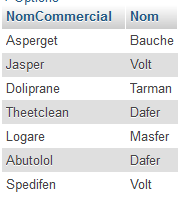 Options
NomCommercial Nom
Asperget Bauche
Jasper Volt
Doliprane Tarman
Theetclean Dafer
Logare Masfer
Abutolol Dafer
Spedifen Volt